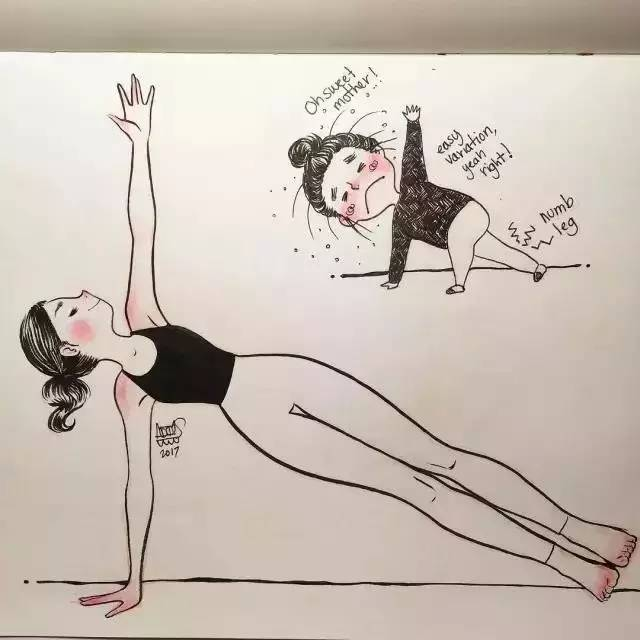 Oh sweet
mother!...
easy
variation,
yeah
right!
numb
leg
2017